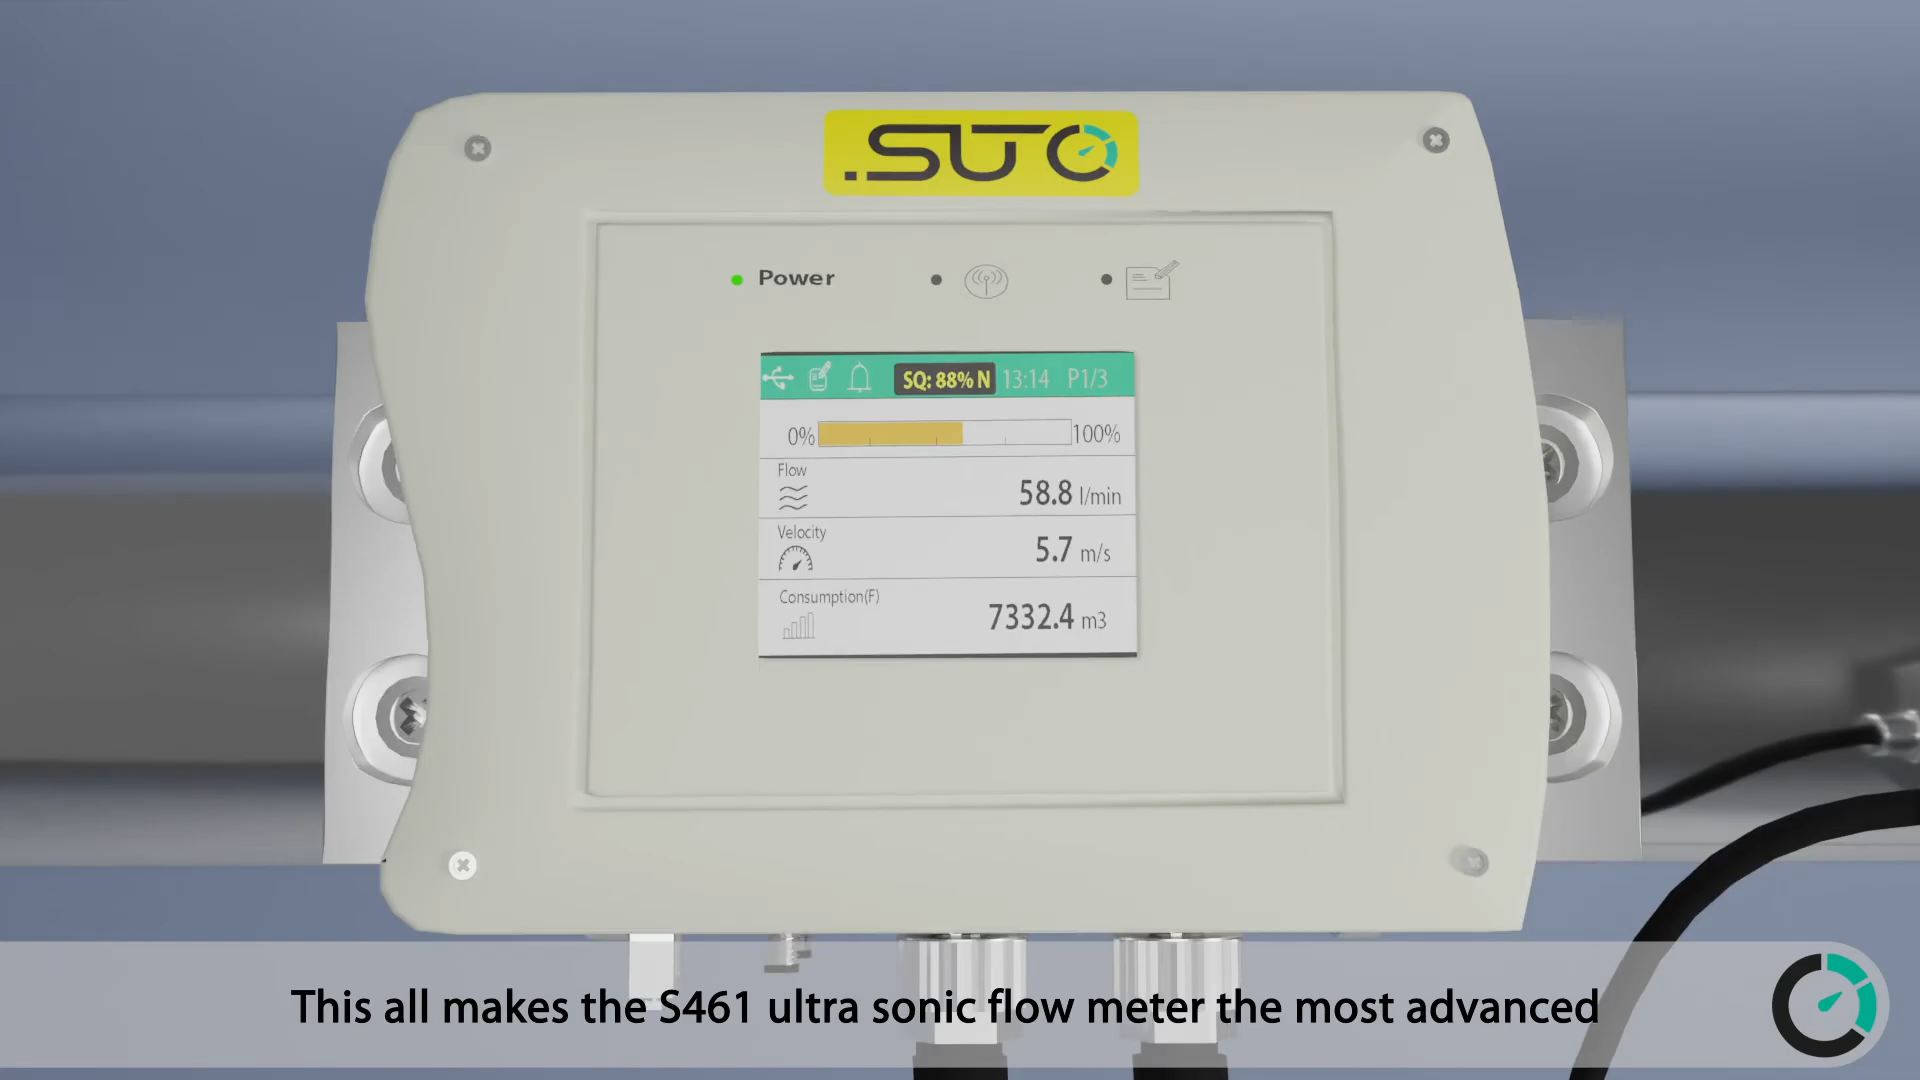 .SUTO
Power
SQ: 88% N 13:14 P1/3
0% 100%
Flow
58.8 l/min
Velocity
5.7 m/s
Consumption(F)
7332.4 m3
This all makes the S461 ultra sonic flow meter the most advanced